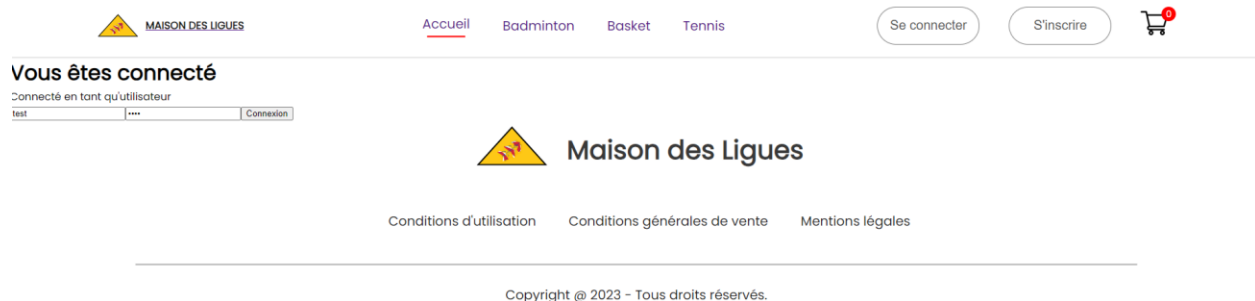 MAISON DES LIGUES
Accueil Badminton Basket Tennis
Se connecter S'inscrire 0
Vous êtes connecté
Connecté en tant qu'utilisateur
test •••• Connexion
Maison des Ligues
Conditions d'utilisation Conditions générales de vente Mentions légales
Copyright @ 2023 - Tous droits réservés.